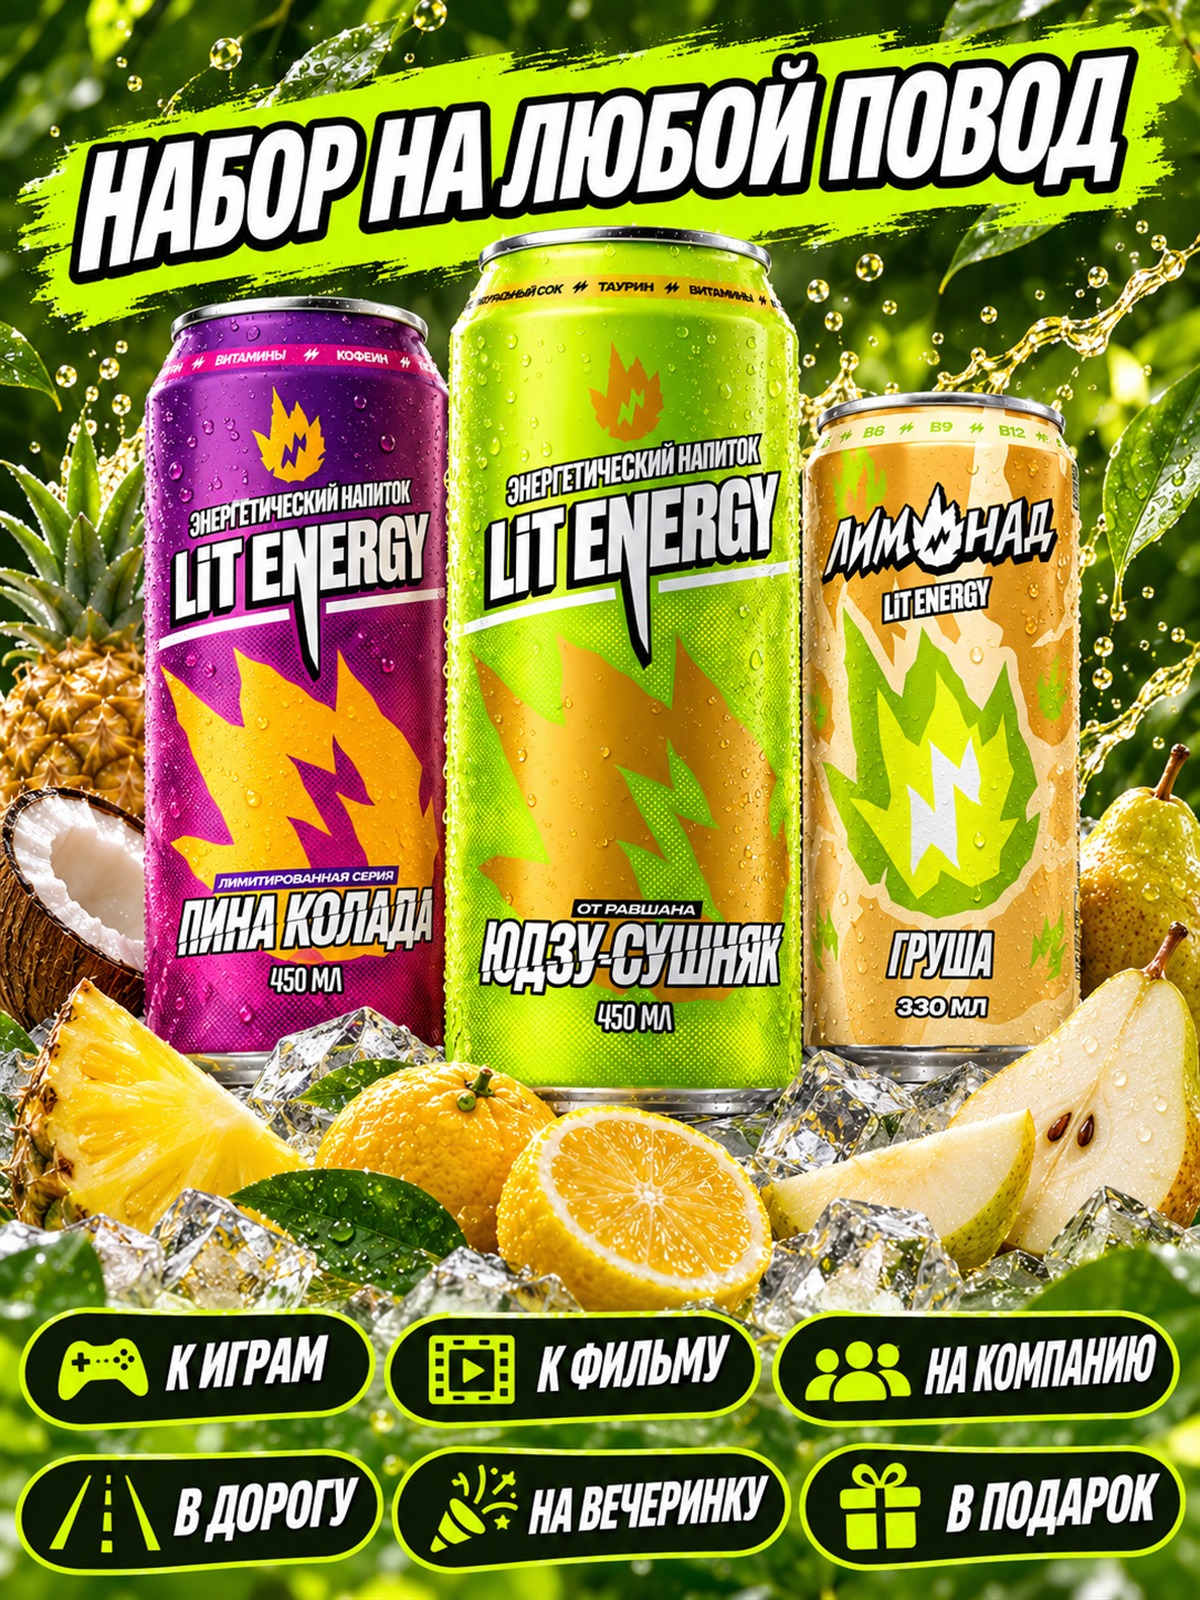 НАБОР НА ЛЮБОЙ ПОВОД
ВИТАМИНЫ КОФЕИН
ЭНЕРГЕТИЧЕСКИЙ НАПИТОК
LiT ENERGY
ЛИМИТИРОВАННАЯ СЕРИЯ
ПИНА КОЛАДА
450 МЛ
СОК ТАУРИН ВИТАМИНЫ
ЭНЕРГЕТИЧЕСКИЙ НАПИТОК
LiT ENERGY
ОТ РАВШАНА
ЮДЗУ-СУШНЯК
450 МЛ
B6 B9 B12
ЛИМОНАД
LiT ENERGY
ГРУША
330 МЛ
К ИГРАМ
К ФИЛЬМУ
НА КОМПАНИЮ
В ДОРОГУ
НА ВЕЧЕРИНКУ
В ПОДАРОК